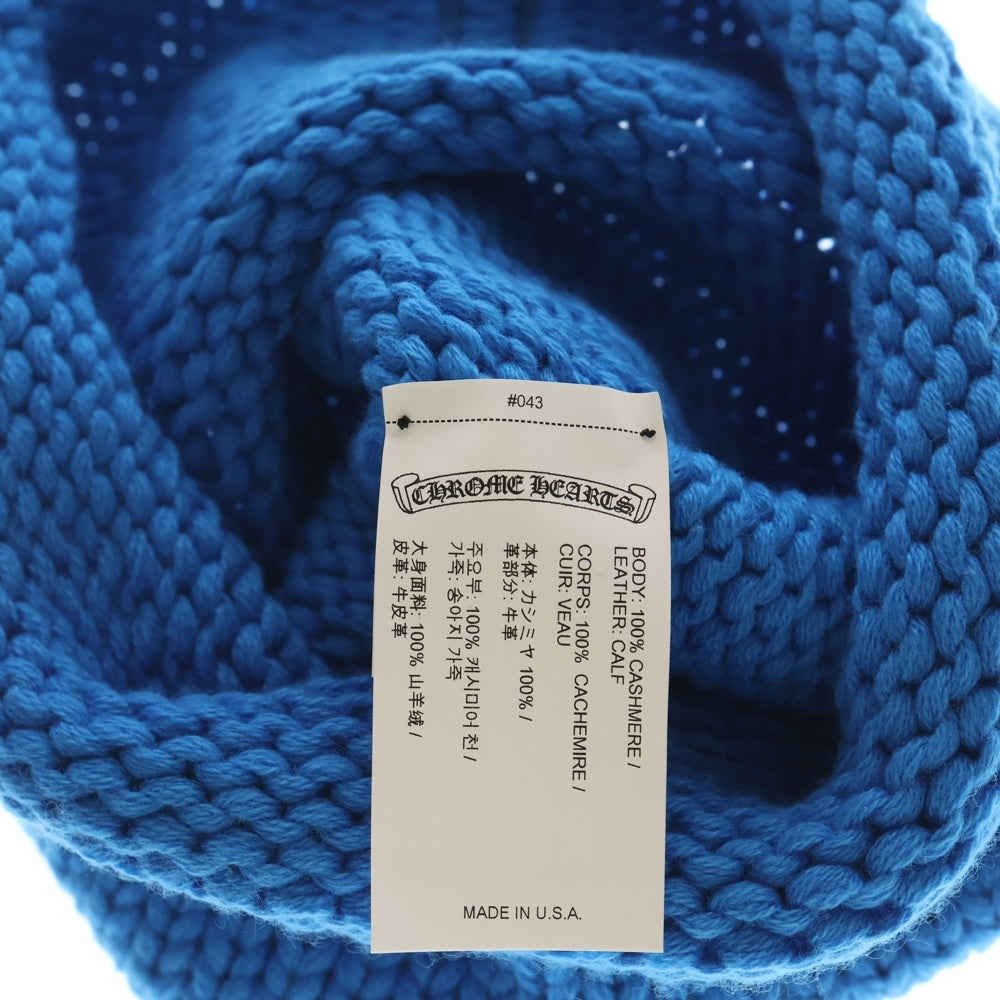 #043
CHROME HEARTS
BODY: 100% CASHMERE /
LEATHER: CALF
CORPS: 100% CACHEMIRE /
CUIR: VEAU
本体: カシミヤ 100% /
革部分: 牛革
주요부: 100% 캐시미어 천 /
가죽: 송아지 가죽
大身面料: 100% 山羊绒 /
皮革: 牛皮革
MADE IN U.S.A.